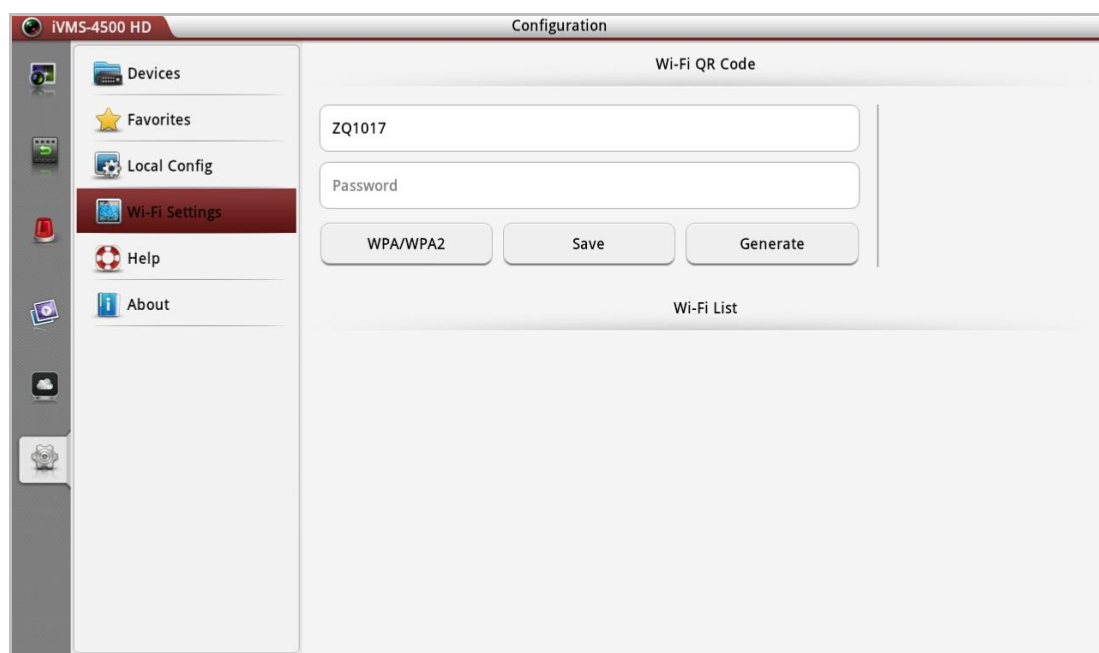 iVMS-4500 HD
Configuration
Devices
Favorites
Local Config
Wi-Fi Settings
Help
About
Wi-Fi QR Code
ZQ1017
Password
WPA/WPA2
Save
Generate
Wi-Fi List